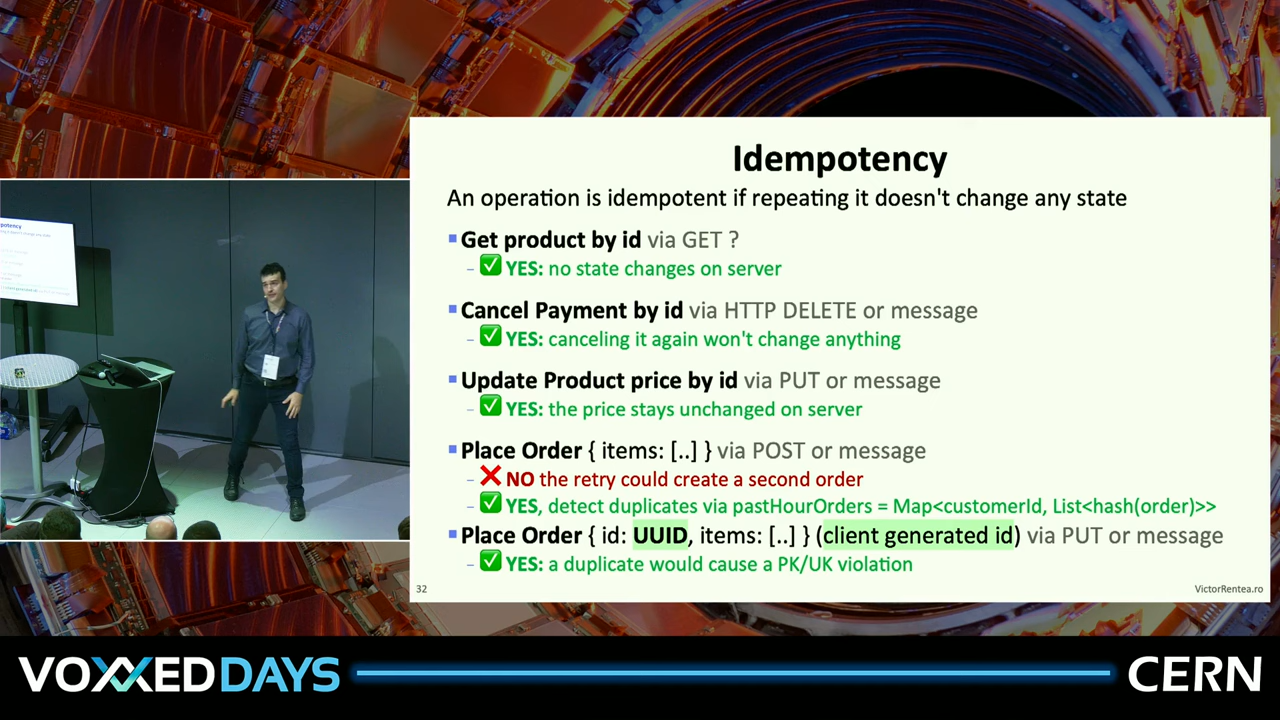 Idempotency
An operation is idempotent if repeating it doesn't change any state
Get product by id via GET ?
– ✅ YES: no state changes on server
Cancel Payment by id via HTTP DELETE or message
– ✅ YES: canceling it again won't change anything
Update Product price by id via PUT or message
– ✅ YES: the price stays unchanged on server
Place Order { items: [..] } via POST or message
– ❌ NO the retry could create a second order
– ✅ YES, detect duplicates via pastHourOrders = Map<customerId, List<hash(order)>>
Place Order { id: UUID, items: [..] } (client generated id) via PUT or message
– ✅ YES: a duplicate would cause a PK/UK violation
32
VictorRentea.ro
potency
VOXXED DAYS
CERN